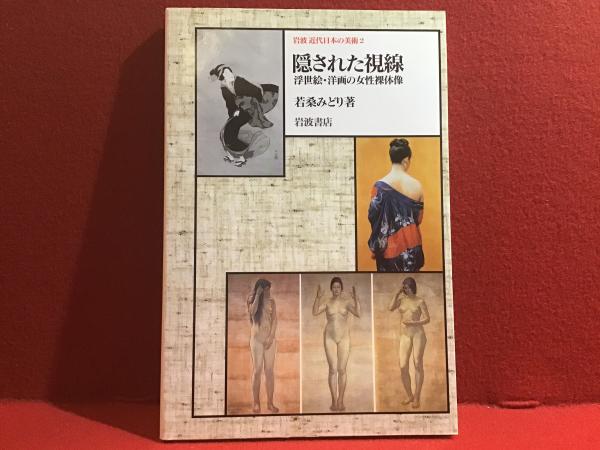 岩波 近代日本の美術2
隠された視線
浮世絵・洋画の女性裸体像
若桑みどり著
岩波書店